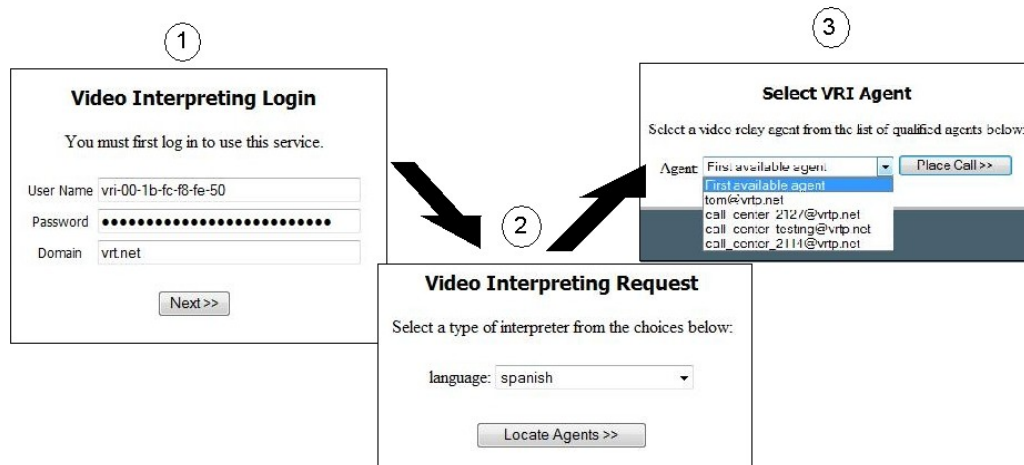 1
Video Interpreting Login
You must first log in to use this service.
User Name vri-00-1b-fc-f8-fe-50
Password ••••••••••••••••••••••••••
Domain vrt.net
Next >>
2
Video Interpreting Request
Select a type of interpreter from the choices below:
language: spanish
Locate Agents >>
3
Select VRI Agent
Select a video relay agent from the list of qualified agents below:
Agent: First available agent Place Call >>
First available agent
tom@vrtp.net
call_center_2127@vrtp.net
call_center_testing@vrtp.net
call_center_2114@vrtp.net